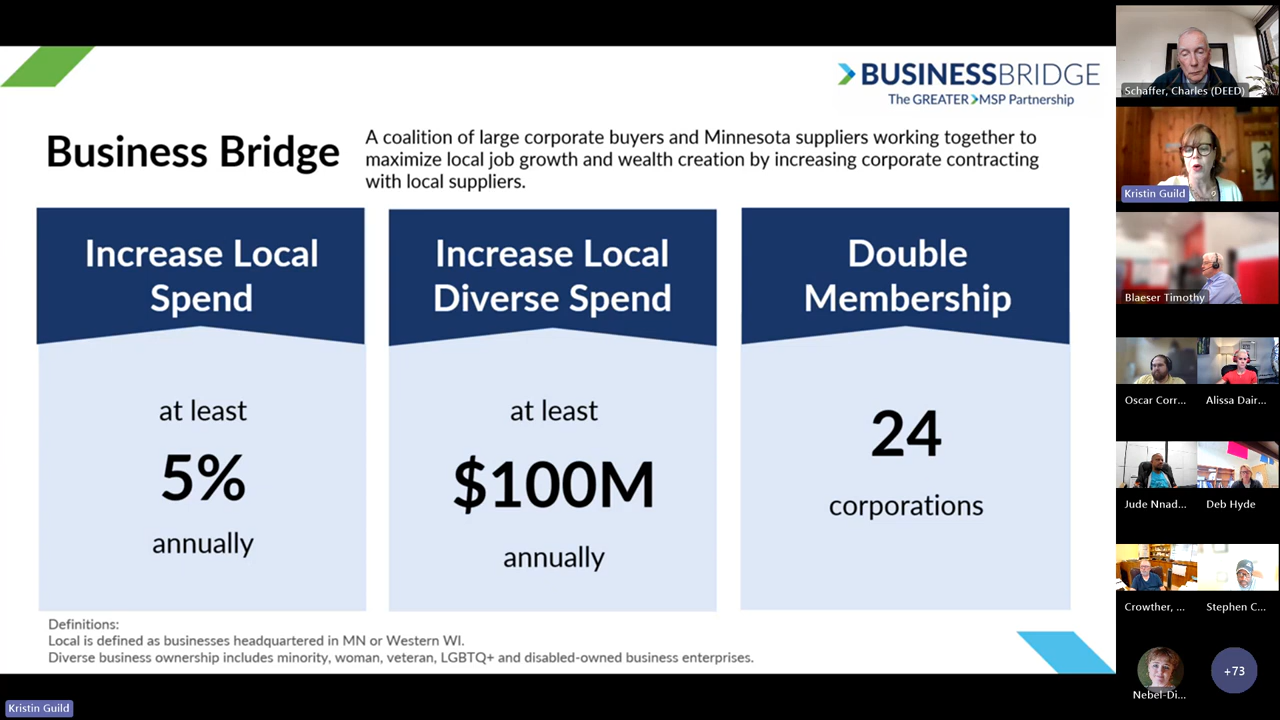 BUSINESSBRIDGE
The GREATER>MSP Partnership
Business Bridge
A coalition of large corporate buyers and Minnesota suppliers working together to
maximize local job growth and wealth creation by increasing corporate contracting
with local suppliers.
Increase Local
Spend
at least
5%
annually
Increase Local
Diverse Spend
at least
$100M
annually
Double
Membership
24
corporations
Definitions:
Local is defined as businesses headquartered in MN or Western WI.
Diverse business ownership includes minority, woman, veteran, LGBTQ+ and disabled-owned business enterprises.
Kristin Guild
Schaffer, Charles (DEED)
Kristin Guild
Blaeser Timothy
Oscar Corr...
Alissa Dair...
Jude Nnad...
Deb Hyde
Crowther, ...
Stephen C...
Nebel-Di...
+73